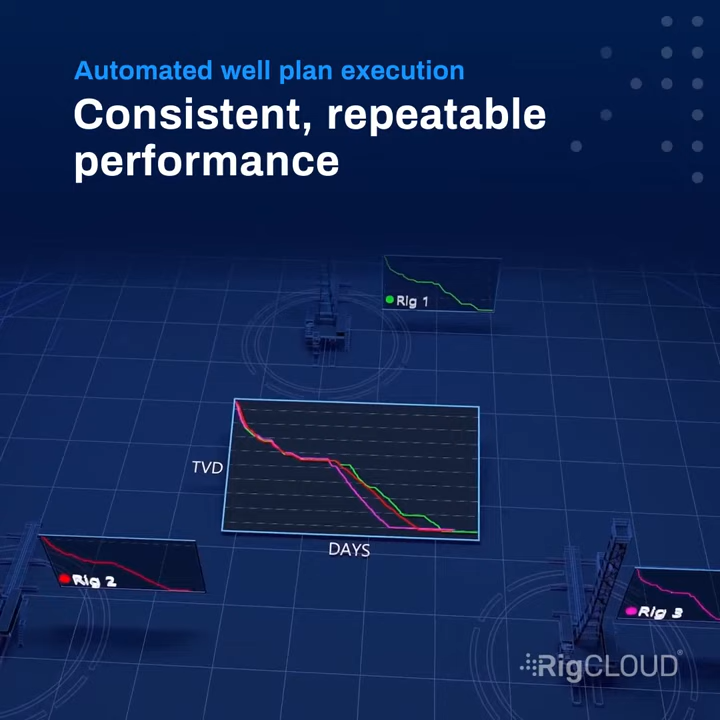 Automated well plan execution
Consistent, repeatable
performance
Rig 1
TVD
DAYS
Rig 2
Rig 3
RigCLOUD®